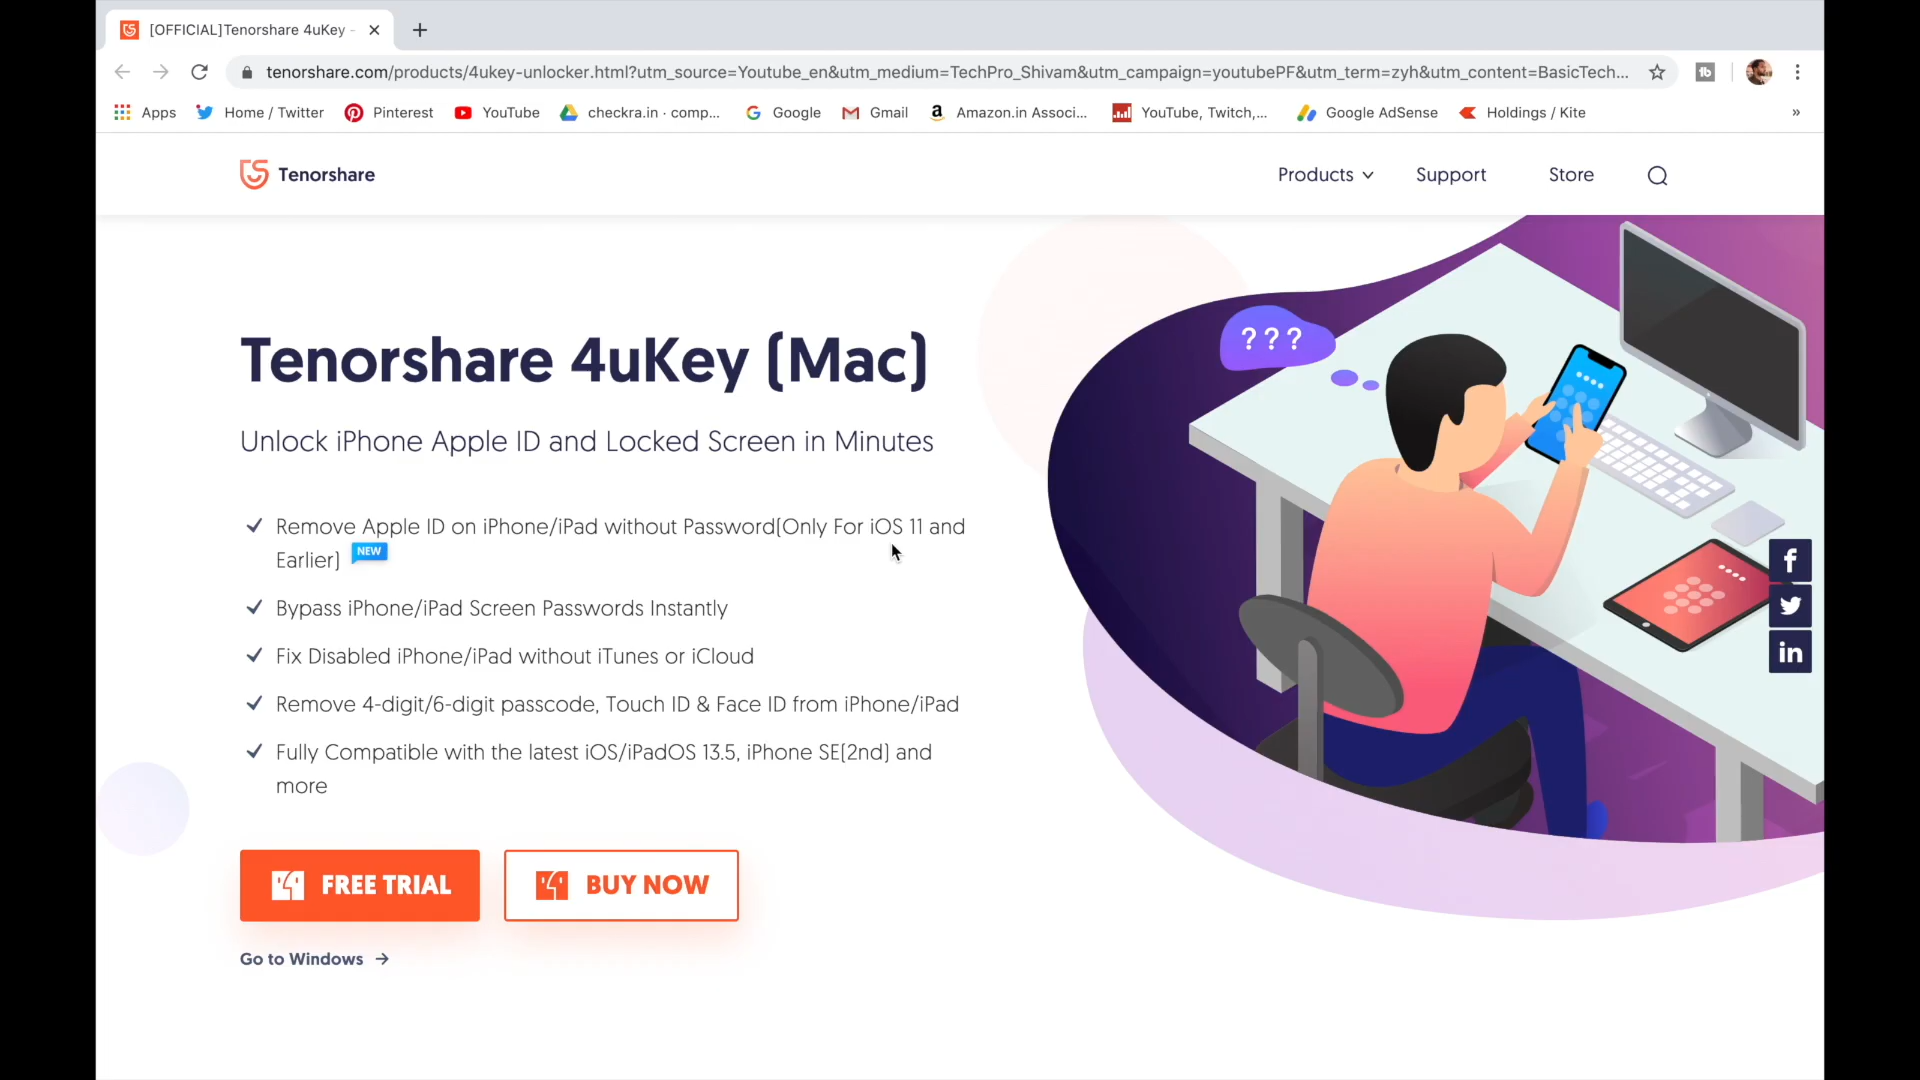 [OFFICIAL]Tenorshare 4uKey -
tenorshare.com/products/4ukey-unlocker.html?utm_source=Youtube_en&utm_medium=TechPro_Shivam&utm_campaign=youtubePF&utm_term=zyh&utm_content=BasicTech...
Apps Home / Twitter Pinterest YouTube checkra.in · comp... Google Gmail Amazon.in Associ... YouTube, Twitch,... Google AdSense Holdings / Kite »
Tenorshare Products Support Store
Tenorshare 4uKey (Mac)
Unlock iPhone Apple ID and Locked Screen in Minutes
Remove Apple ID on iPhone/iPad without Password(Only For iOS 11 and
Earlier) NEW
Bypass iPhone/iPad Screen Passwords Instantly
Fix Disabled iPhone/iPad without iTunes or iCloud
Remove 4-digit/6-digit passcode, Touch ID & Face ID from iPhone/iPad
Fully Compatible with the latest iOS/iPadOS 13.5, iPhone SE(2nd) and
more
FREE TRIAL BUY NOW
Go to Windows →
???
f
in